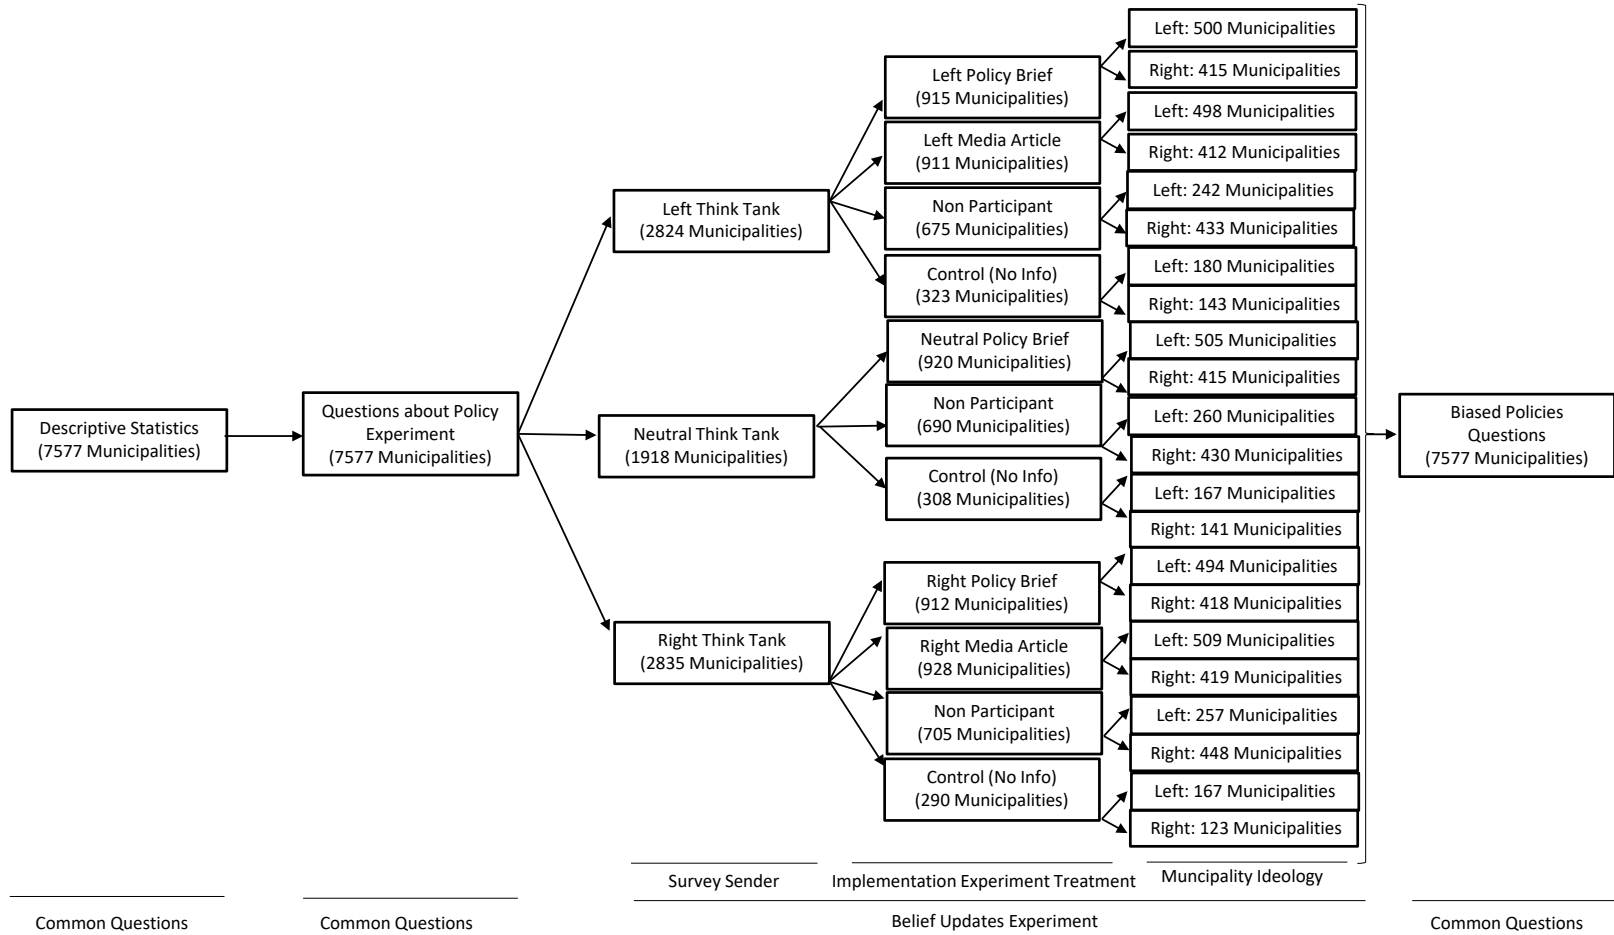 Descriptive Statistics
(7577 Municipalities)
Questions about Policy
Experiment
(7577 Municipalities)
Left Think Tank
(2824 Municipalities)
Neutral Think Tank
(1918 Municipalities)
Right Think Tank
(2835 Municipalities)
Left Policy Brief
(915 Municipalities)
Left Media Article
(911 Municipalities)
Non Participant
(675 Municipalities)
Control (No Info)
(323 Municipalities)
Neutral Policy Brief
(920 Municipalities)
Non Participant
(690 Municipalities)
Control (No Info)
(308 Municipalities)
Right Policy Brief
(912 Municipalities)
Right Media Article
(928 Municipalities)
Non Participant
(705 Municipalities)
Control (No Info)
(290 Municipalities)
Left: 500 Municipalities
Right: 415 Municipalities
Left: 498 Municipalities
Right: 412 Municipalities
Left: 242 Municipalities
Right: 433 Municipalities
Left: 180 Municipalities
Right: 143 Municipalities
Left: 505 Municipalities
Right: 415 Municipalities
Left: 260 Municipalities
Right: 430 Municipalities
Left: 167 Municipalities
Right: 141 Municipalities
Left: 494 Municipalities
Right: 418 Municipalities
Left: 509 Municipalities
Right: 419 Municipalities
Left: 257 Municipalities
Right: 448 Municipalities
Left: 167 Municipalities
Right: 123 Municipalities
Biased Policies
Questions
(7577 Municipalities)
Survey Sender
Implementation Experiment Treatment
Muncipality Ideology
Common Questions
Common Questions
Belief Updates Experiment
Common Questions